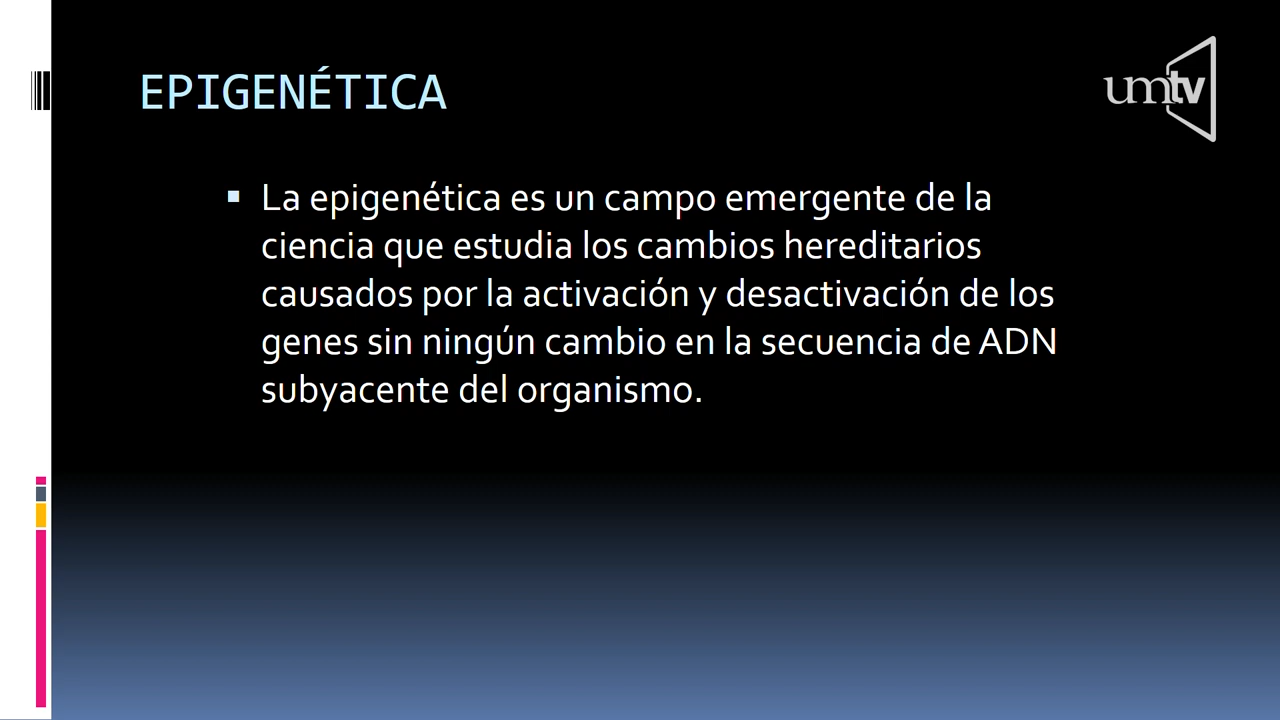 EPIGENÉTICA
umtv
▪ La epigenética es un campo emergente de la
ciencia que estudia los cambios hereditarios
causados por la activación y desactivación de los
genes sin ningún cambio en la secuencia de ADN
subyacente del organismo.